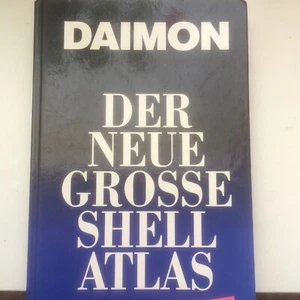 DAIMON
DER
NEUE
GROSSE
SHELL
ATLAS